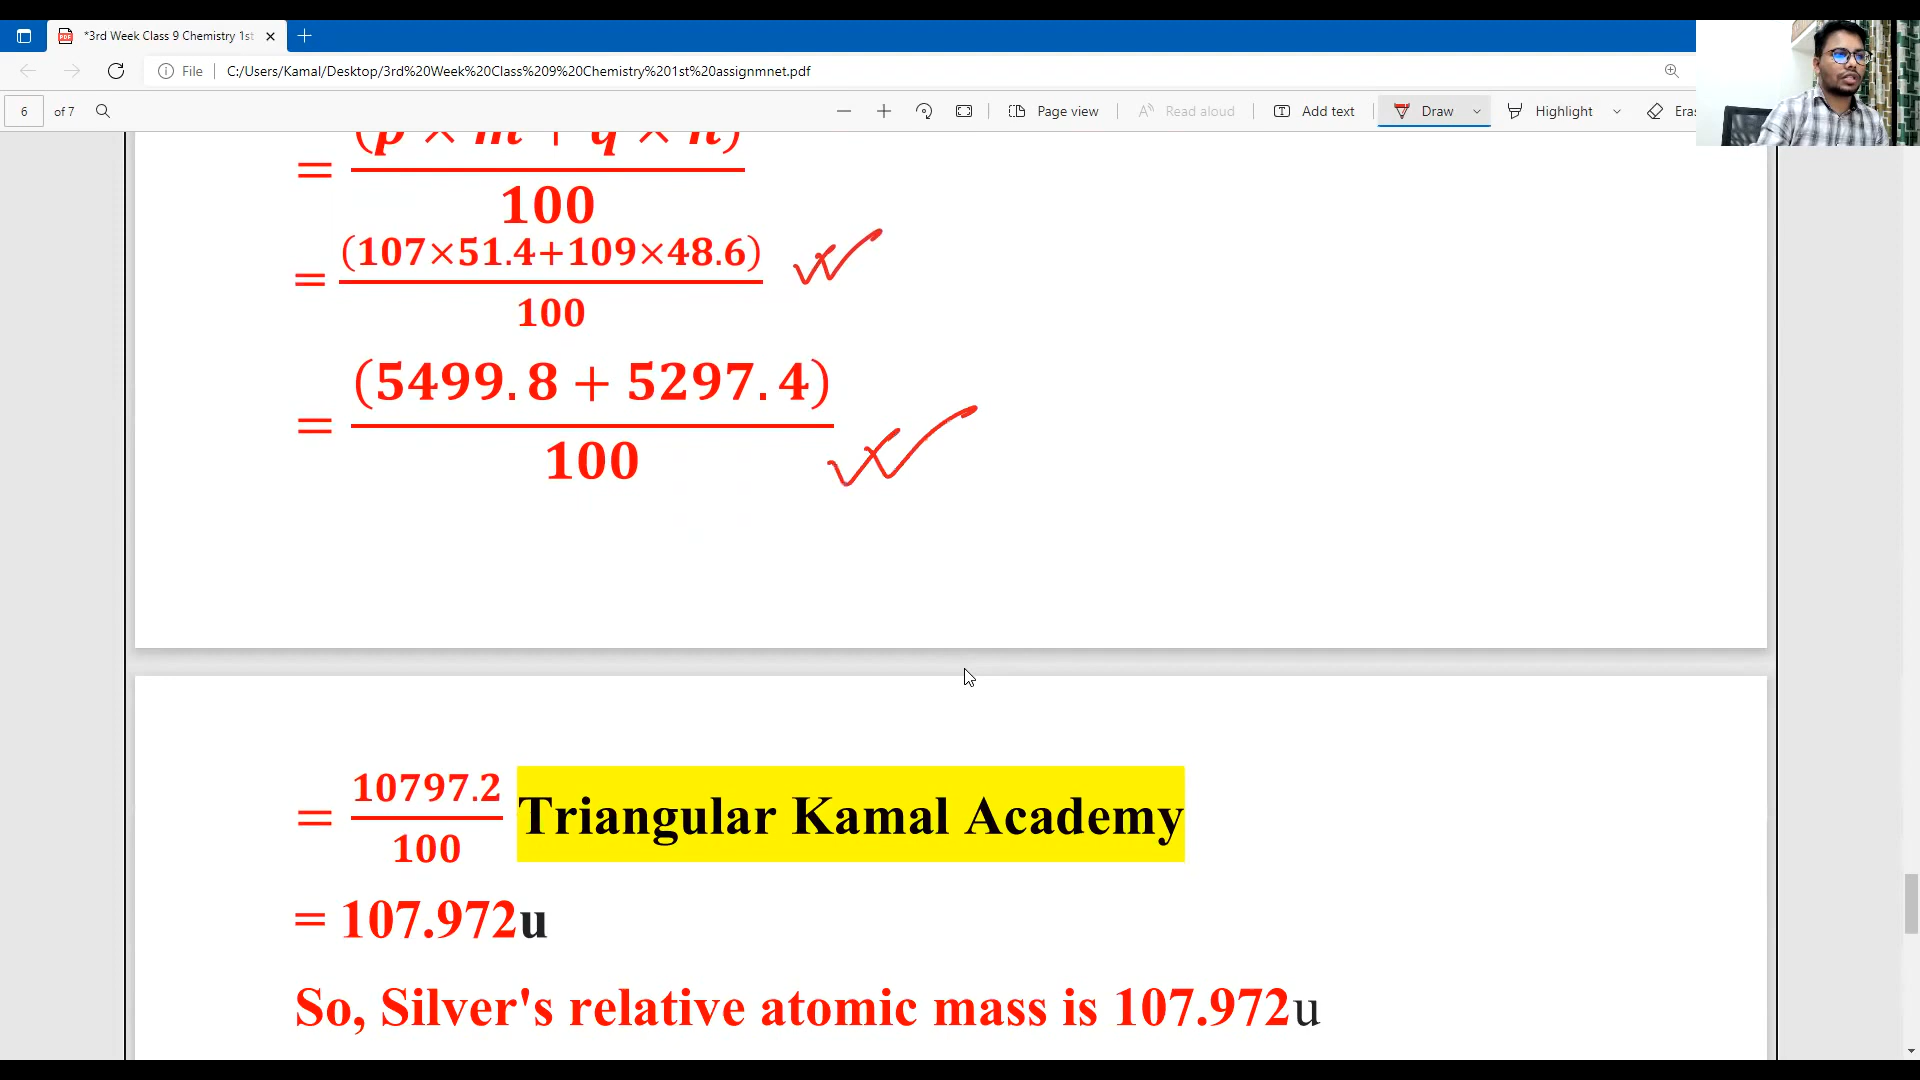 *3rd Week Class 9 Chemistry 1st
File
C:/Users/Kamal/Desktop/3rd%20Week%20Class%209%20Chemistry%201st%20assignmnet.pdf
6 of 7
Page view
Read aloud
Add text
Draw
Highlight
Eras
= (p × m + q × n) / 100
= (107×51.4+109×48.6) / 100
= (5499.8 + 5297.4) / 100
= 10797.2 / 100 Triangular Kamal Academy
= 107.972u
So, Silver's relative atomic mass is 107.972u